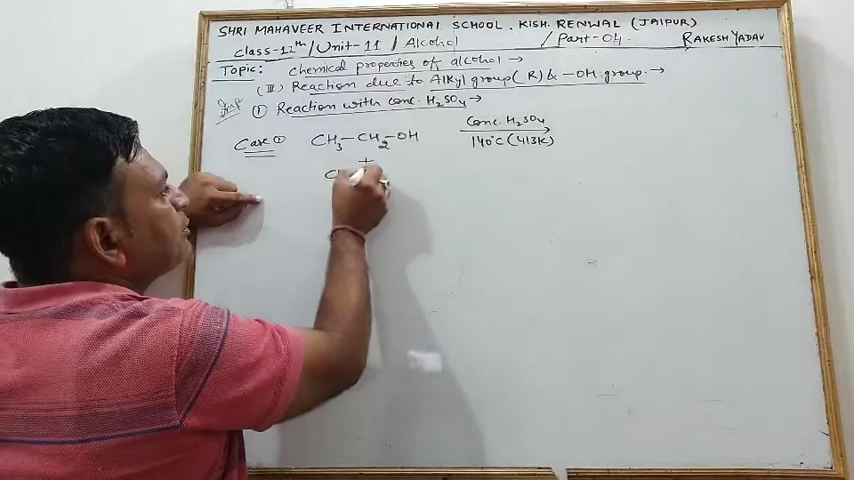 SHRI MAHAVEER INTERNATIONAL SCHOOL. KISH. RENWAL (JAIPUR)
Class-12th/Unit-11 / Alcohol / Part-04. RAKESH YADAV
Topic: Chemical properties of alcohol →
(III) Reaction due to Alkyl group (R) & -OH group. →
Imp ① Reaction with conc. H2SO4 →
Case ① CH3-CH2-OH Conc. H2SO4
140°C (413K)
+
C